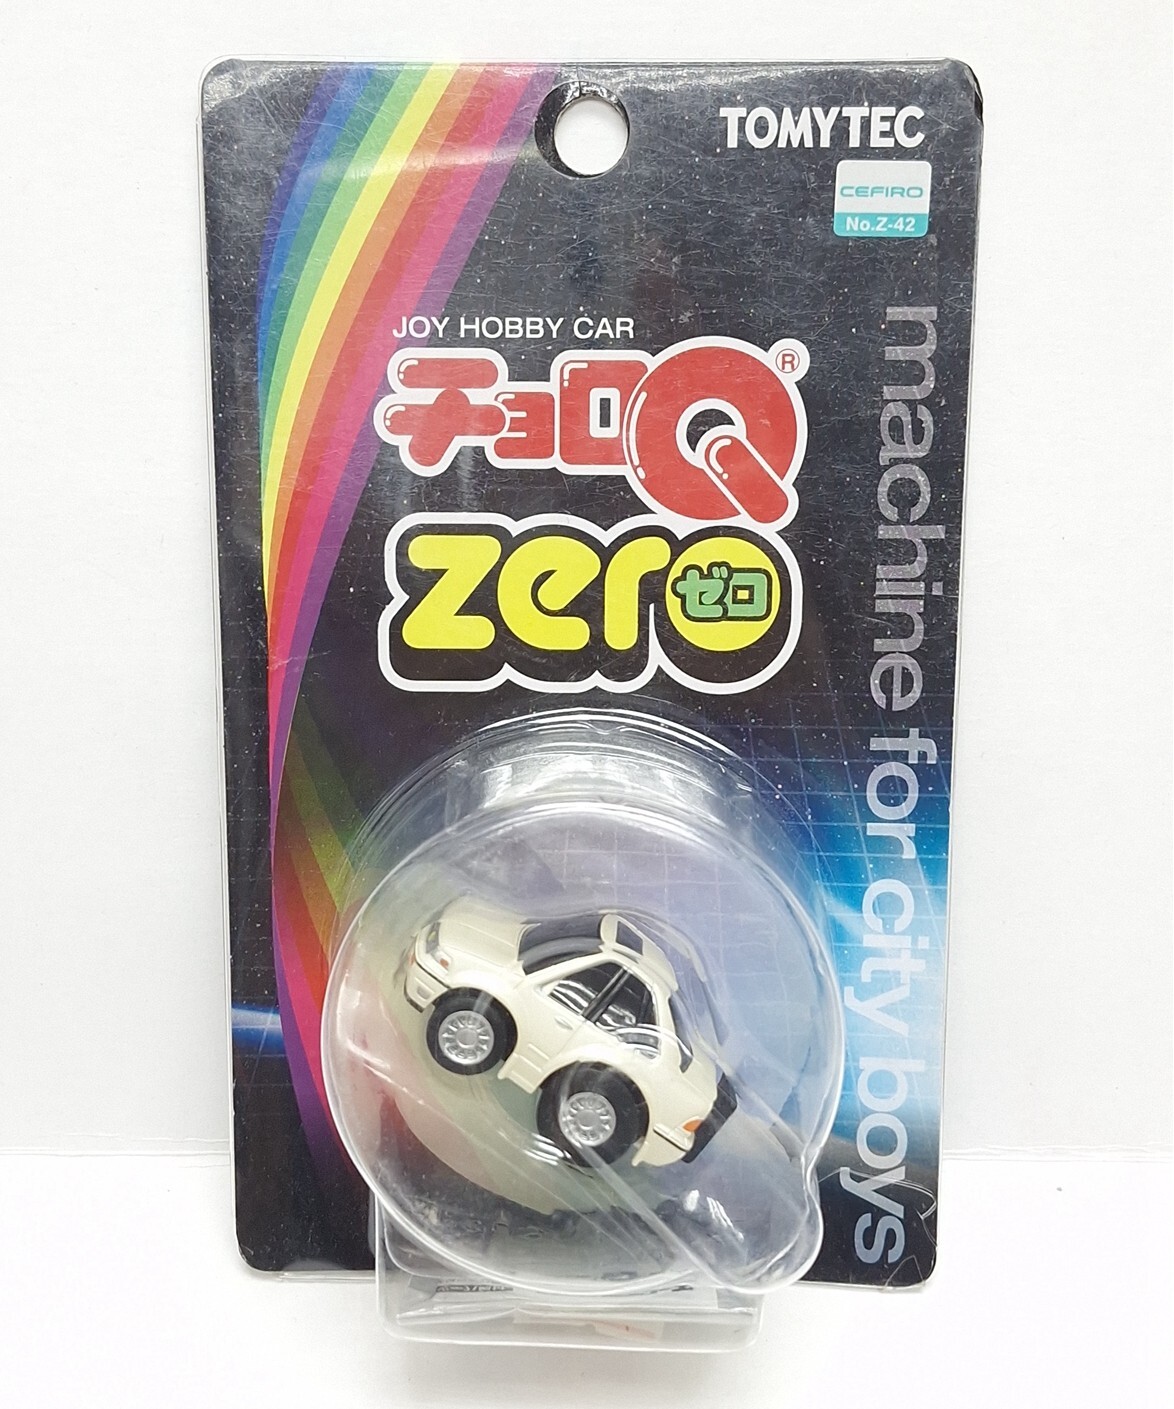 TOMYTEC
CEFIRO
No.Z-42
JOY HOBBY CAR
チョロQ®
zero
ゼロ
machine for city boys